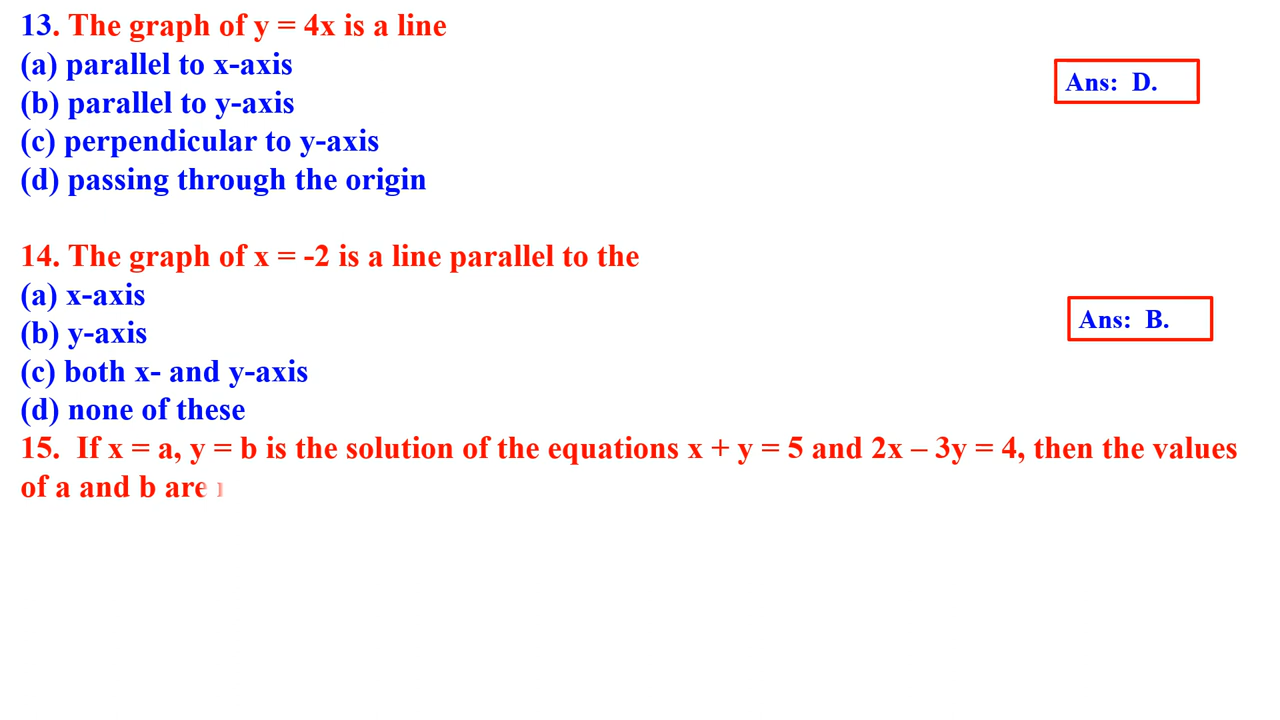 13. The graph of y = 4x is a line
(a) parallel to x-axis
Ans: D.
(b) parallel to y-axis
(c) perpendicular to y-axis
(d) passing through the origin
14. The graph of x = -2 is a line parallel to the
(a) x-axis
Ans: B.
(b) y-axis
(c) both x- and y-axis
(d) none of these
15. If x = a, y = b is the solution of the equations x + y = 5 and 2x – 3y = 4, then the values
of a and b are